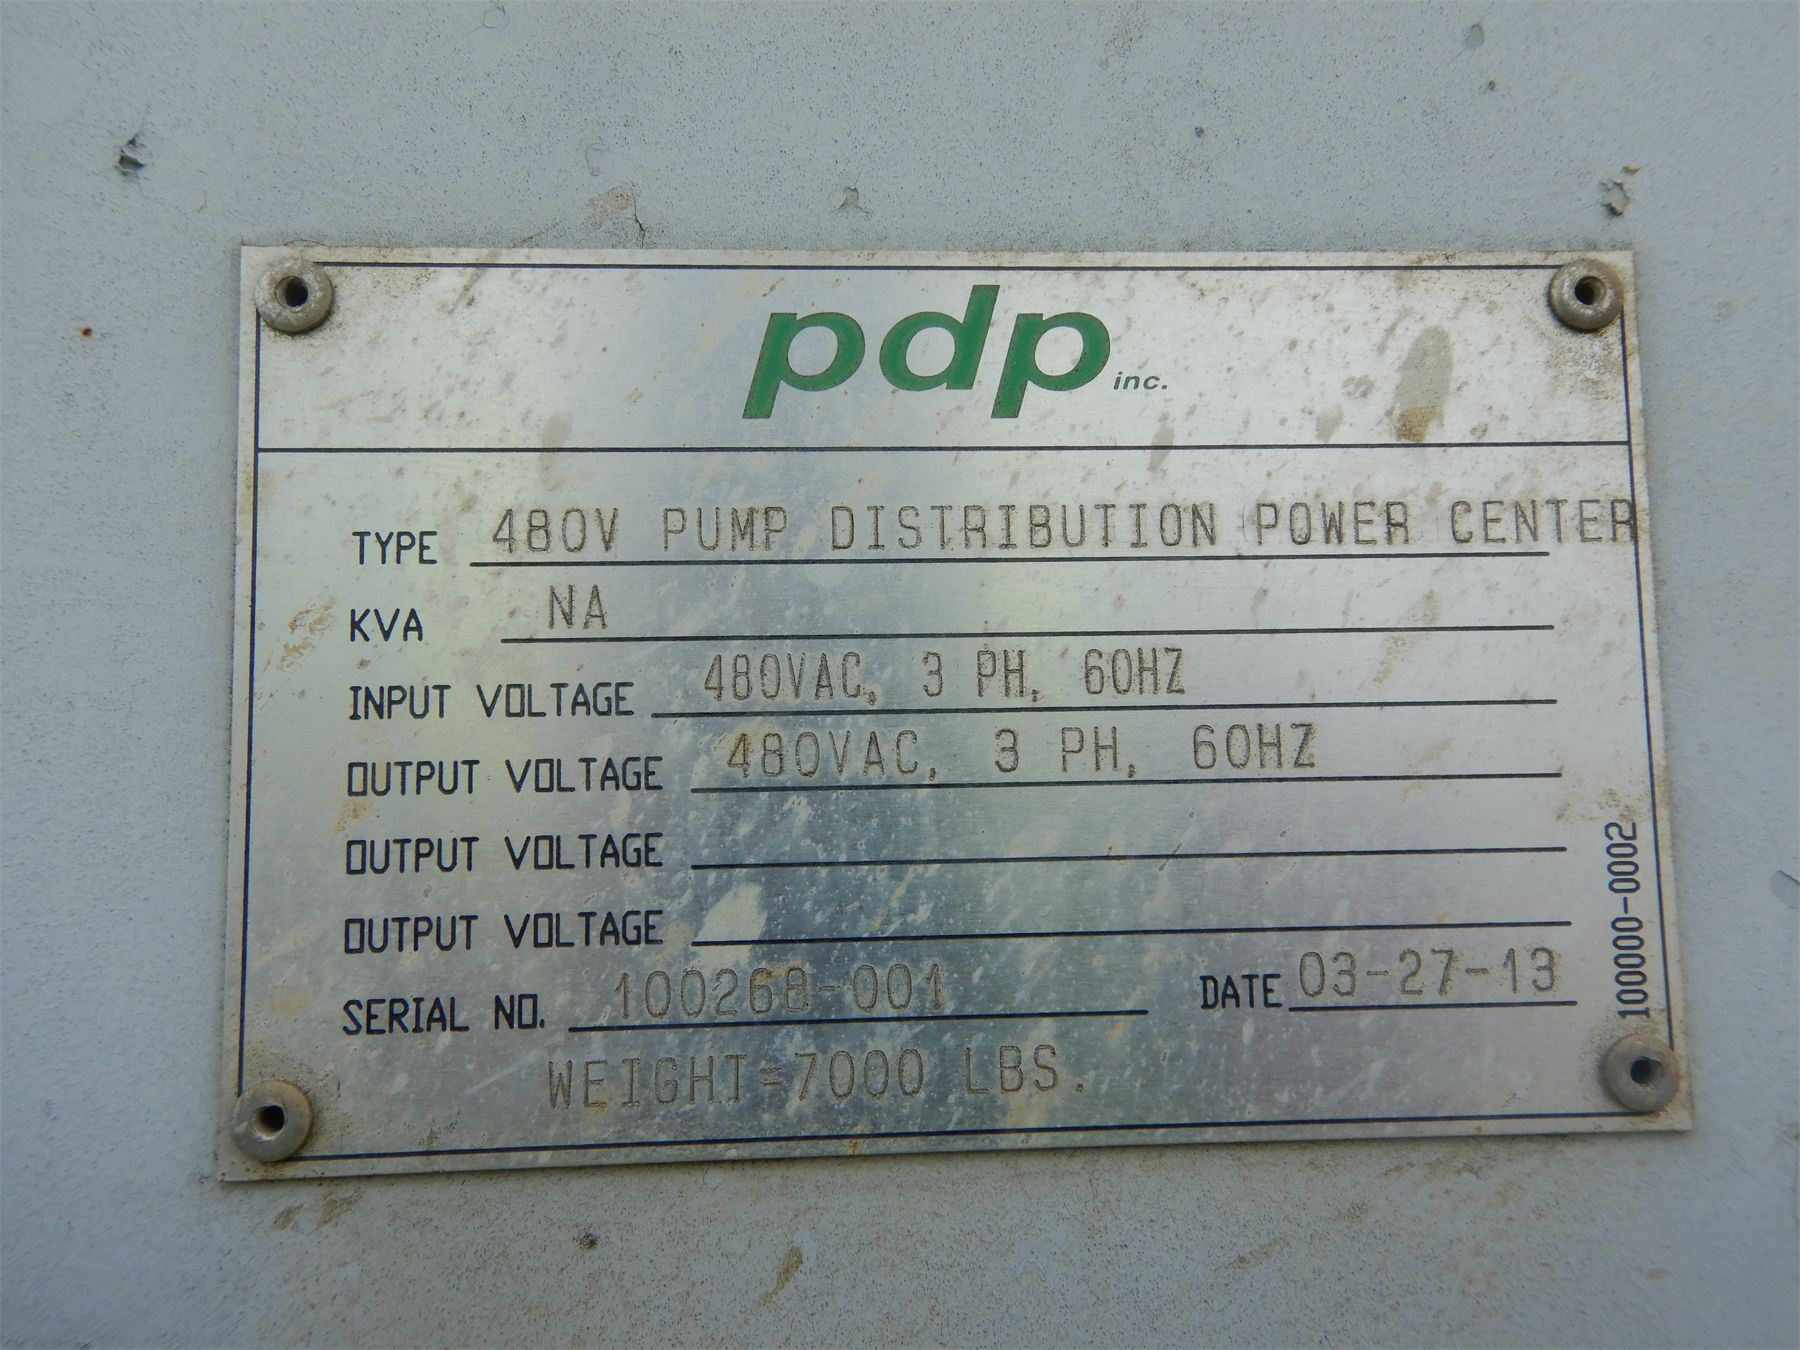 pdp inc.
TYPE 480V PUMP DISTRIBUTION POWER CENTER
KVA NA
INPUT VOLTAGE 480VAC, 3 PH, 60HZ
OUTPUT VOLTAGE 480VAC, 3 PH, 60HZ
OUTPUT VOLTAGE
OUTPUT VOLTAGE
SERIAL NO. 100268-001 DATE 03-27-13
WEIGHT=7000 LBS.
100000-0002